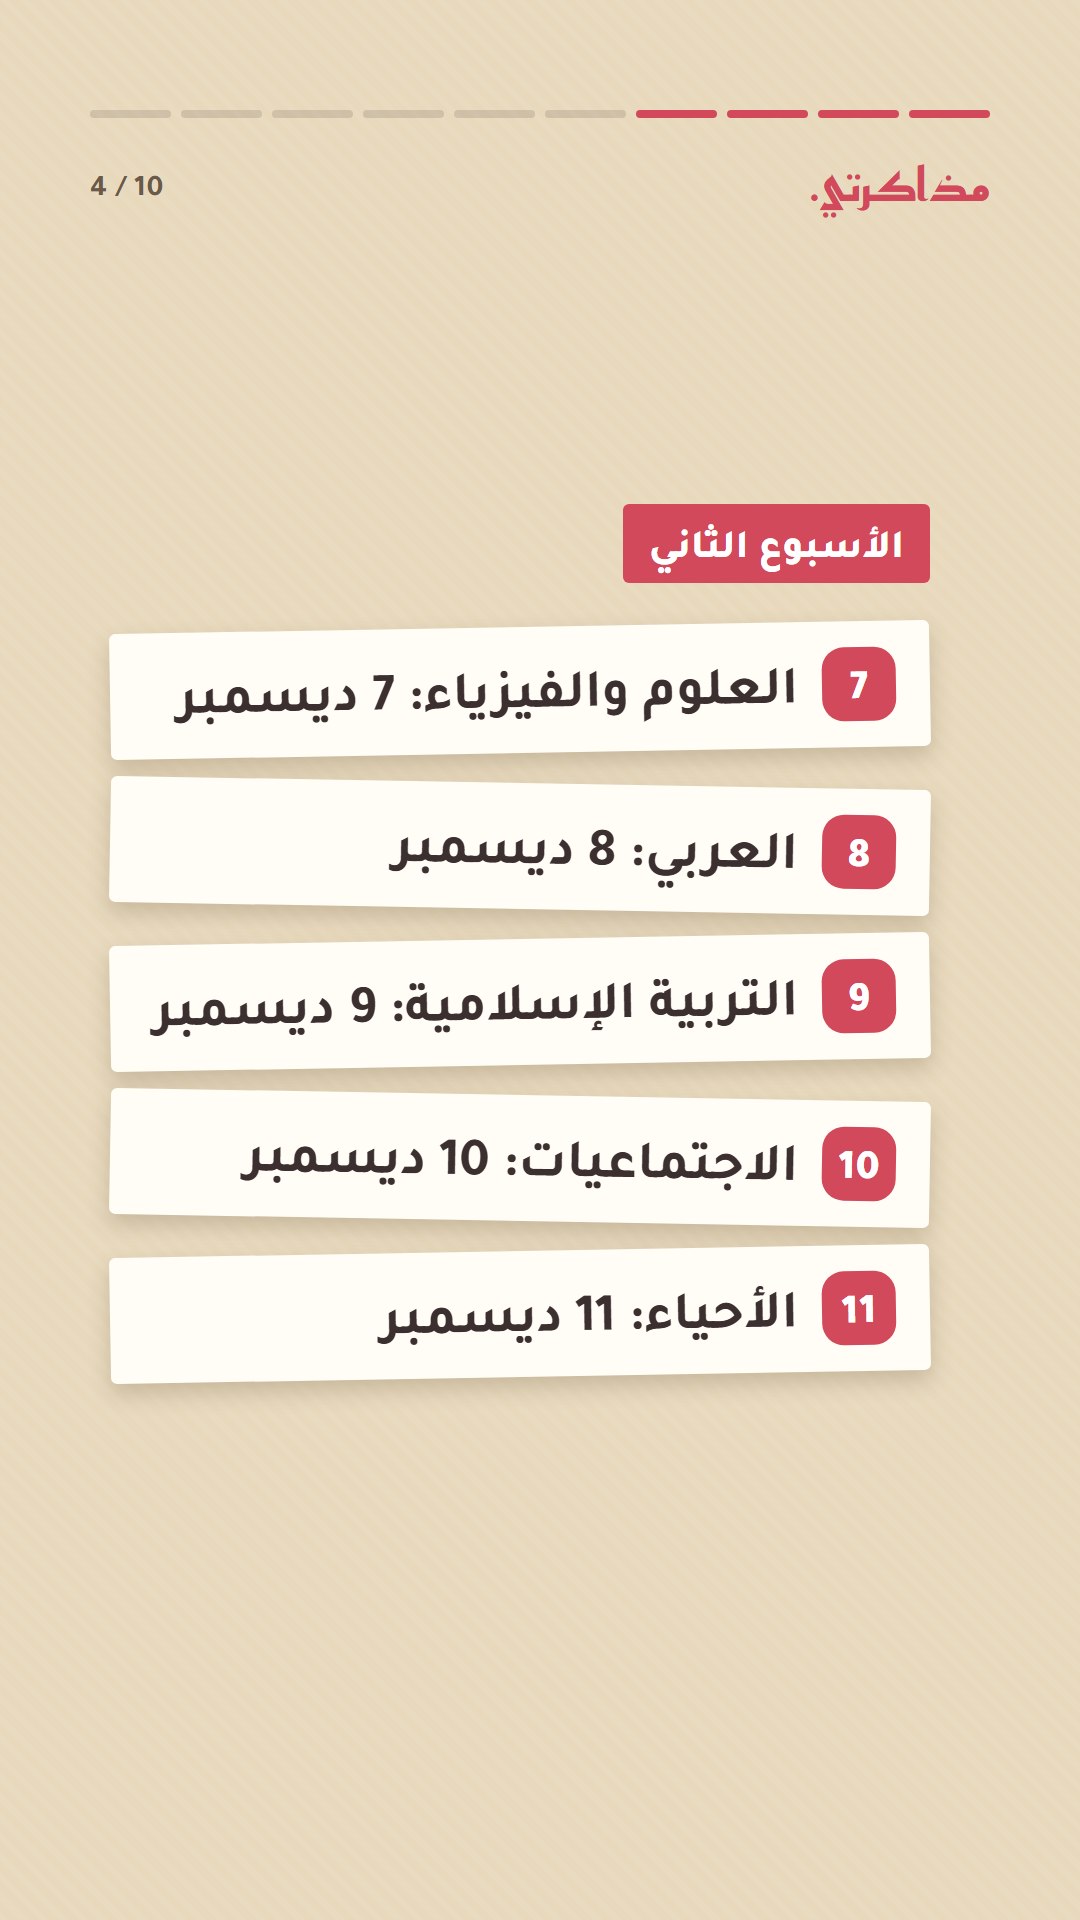 مذاكرتي.
4 / 10
الأسبوع الثاني
7
العلوم والفيزياء: 7 ديسمبر
8
العربي: 8 ديسمبر
9
التربية الإسلامية: 9 ديسمبر
10
الاجتماعيات: 10 ديسمبر
11
الأحياء: 11 ديسمبر